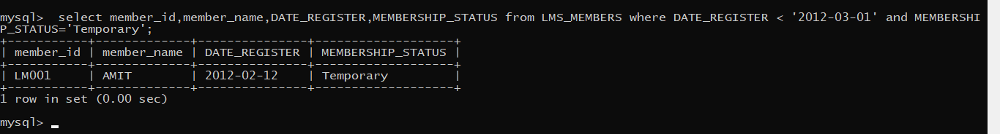 mysql>  select member_id,member_name,DATE_REGISTER,MEMBERSHIP_STATUS from LMS_MEMBERS where DATE_REGISTER < '2012-03-01' and MEMBERSHI
P_STATUS='Temporary';
+-----------+-------------+---------------+-------------------+
| member_id | member_name | DATE_REGISTER | MEMBERSHIP_STATUS |
+-----------+-------------+---------------+-------------------+
| LM001     | AMIT        | 2012-02-12    | Temporary         |
+-----------+-------------+---------------+-------------------+
1 row in set (0.00 sec)
mysql> _